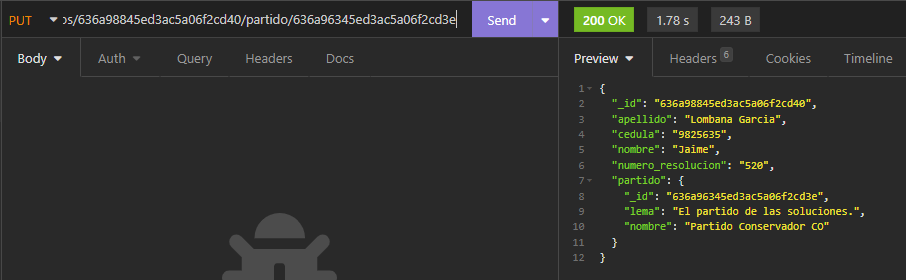 PUT os/636a98845ed3ac5a06f2cd40/partido/636a96345ed3ac5a06f2cd3e Send 200 OK 1.78 s 243 B
Body Auth Query Headers Docs Preview Headers 6 Cookies Timeline
1 {
2 "_id": "636a98845ed3ac5a06f2cd40",
3 "apellido": "Lombana Garcia",
4 "cedula": "9825635",
5 "nombre": "Jaime",
6 "numero_resolucion": "520",
7 "partido": {
8 "_id": "636a96345ed3ac5a06f2cd3e",
9 "lema": "El partido de las soluciones.",
10 "nombre": "Partido Conservador CO"
11 }
12 }